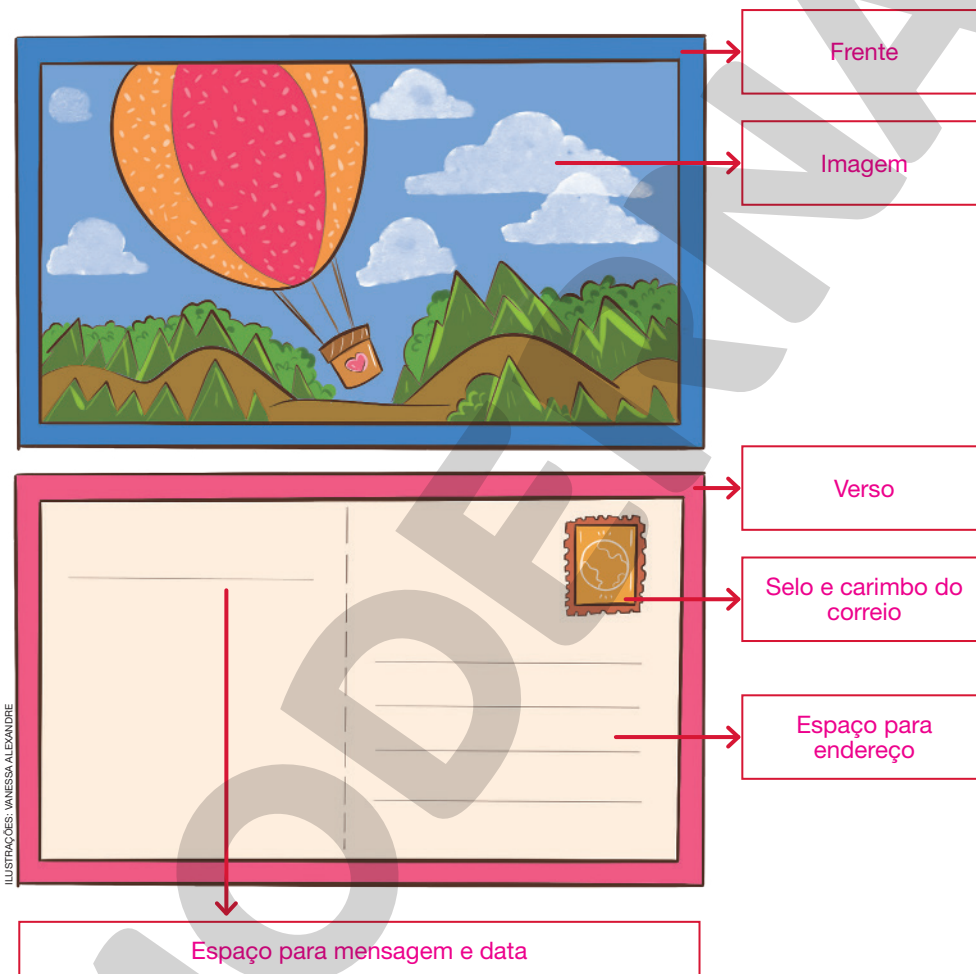 Frente
Imagem
Verso
Selo e carimbo do
correio
Espaço para
endereço
ILUSTRAÇÕES: VANESSA ALEXANDRE
Espaço para mensagem e data